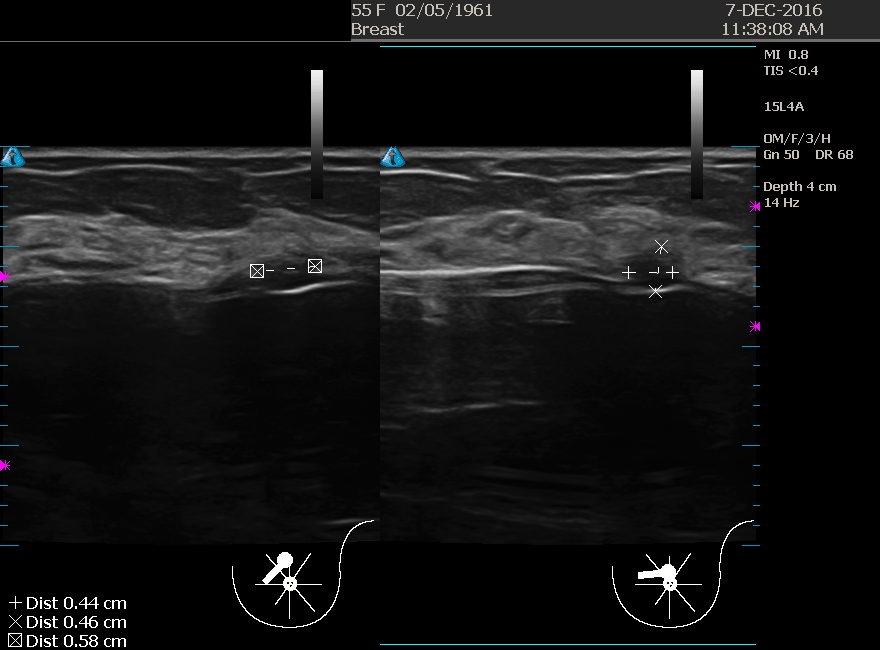 55 F 02/05/1961 7-DEC-2016
Breast 11:38:08 AM
MI 0.8
TIS <0.4
15L4A
OM/F/3/H
Gn 50 DR 68
Depth 4 cm
14 Hz
Dist 0.44 cm
Dist 0.46 cm
Dist 0.58 cm